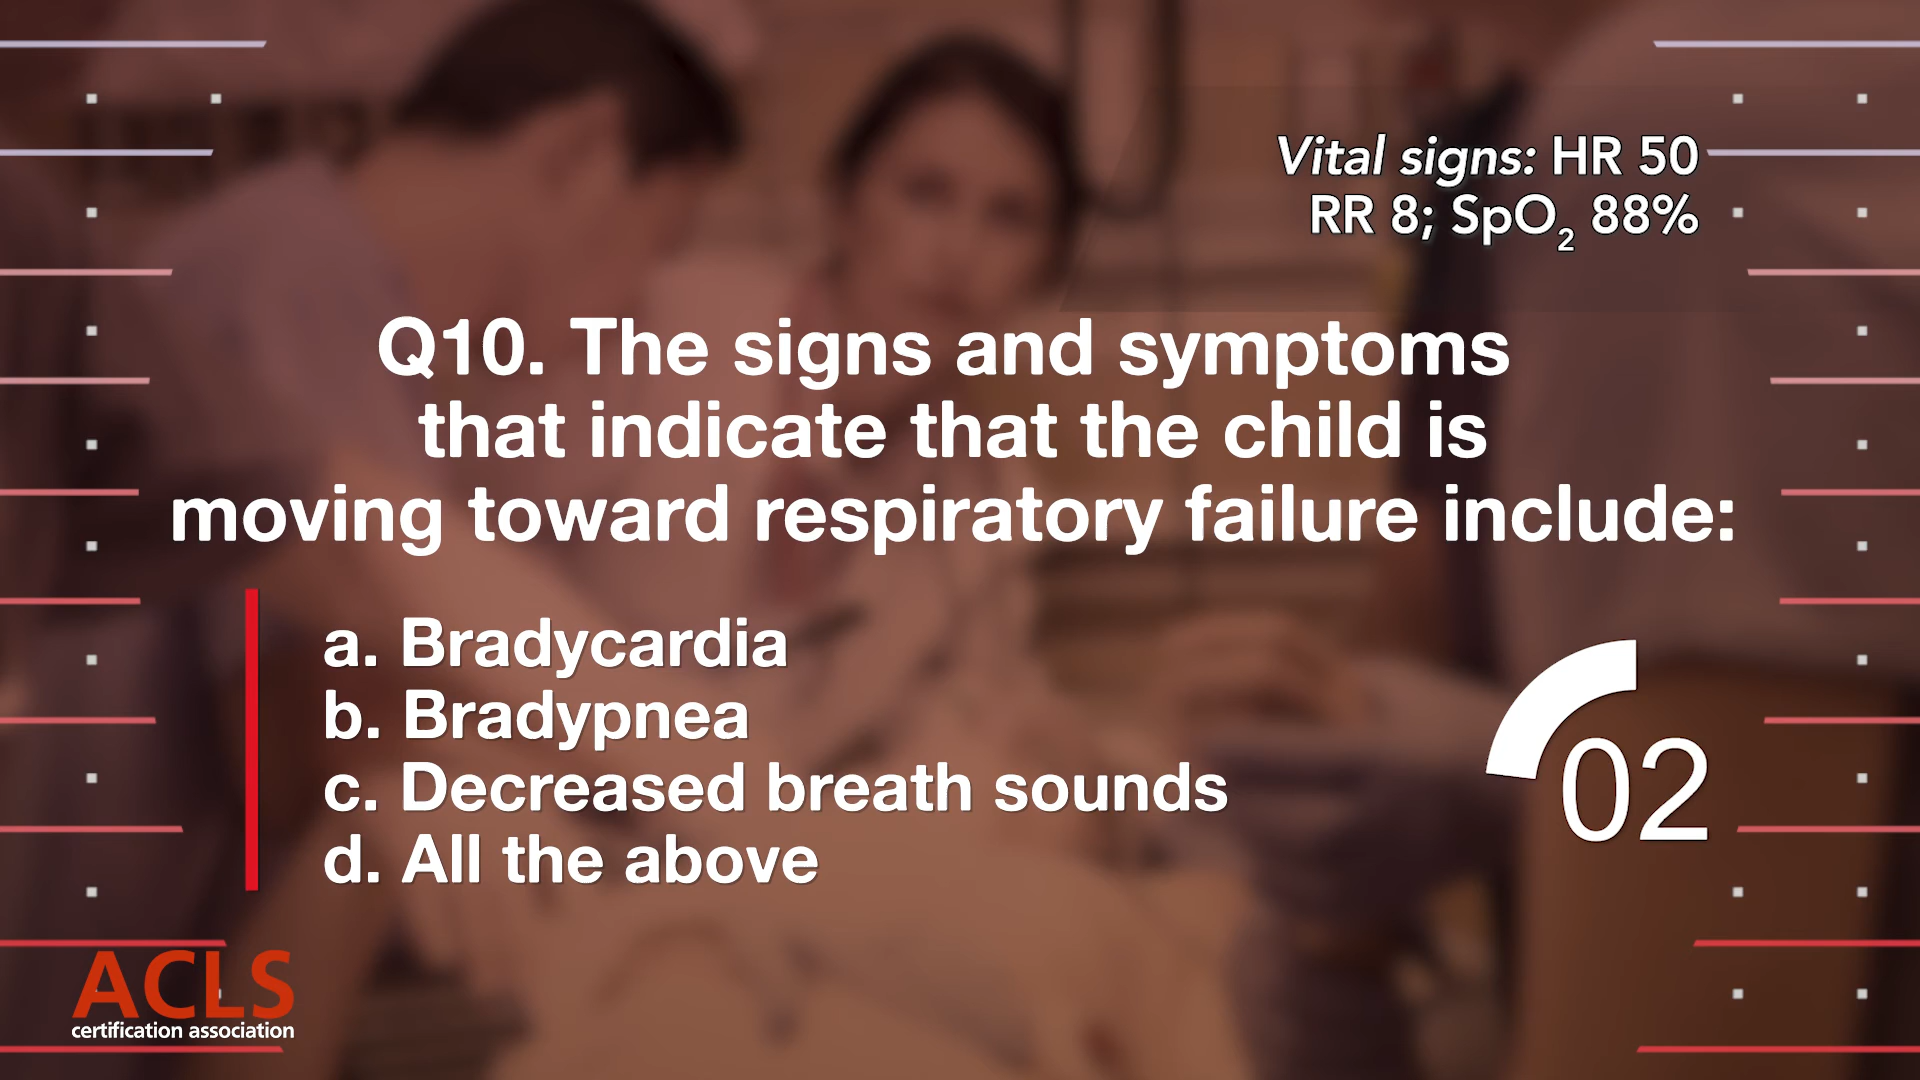 Vital signs: HR 50
RR 8; SpO₂ 88%
Q10. The signs and symptoms
that indicate that the child is
moving toward respiratory failure include:
a. Bradycardia
b. Bradypnea
c. Decreased breath sounds
d. All the above
02
ACLS
certification association